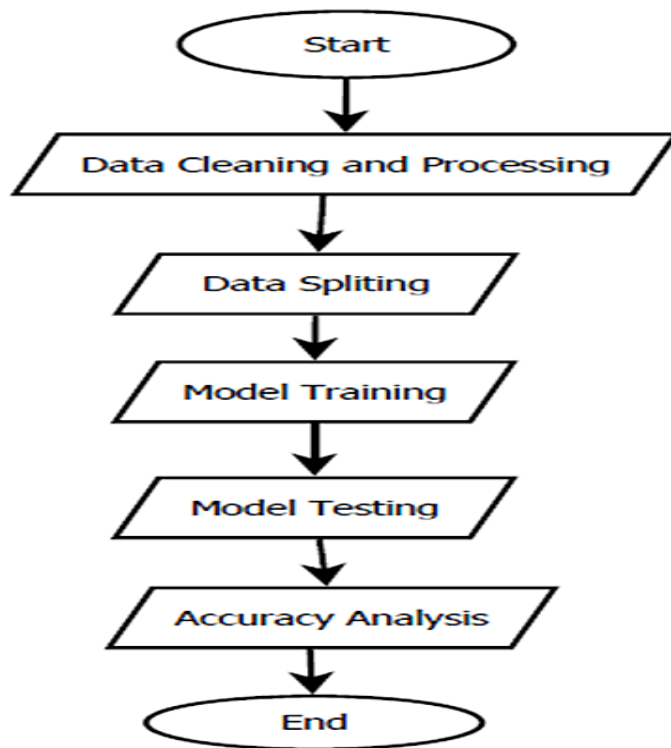 Start
Data Cleaning and Processing
Data Spliting
Model Training
Model Testing
Accuracy Analysis
End